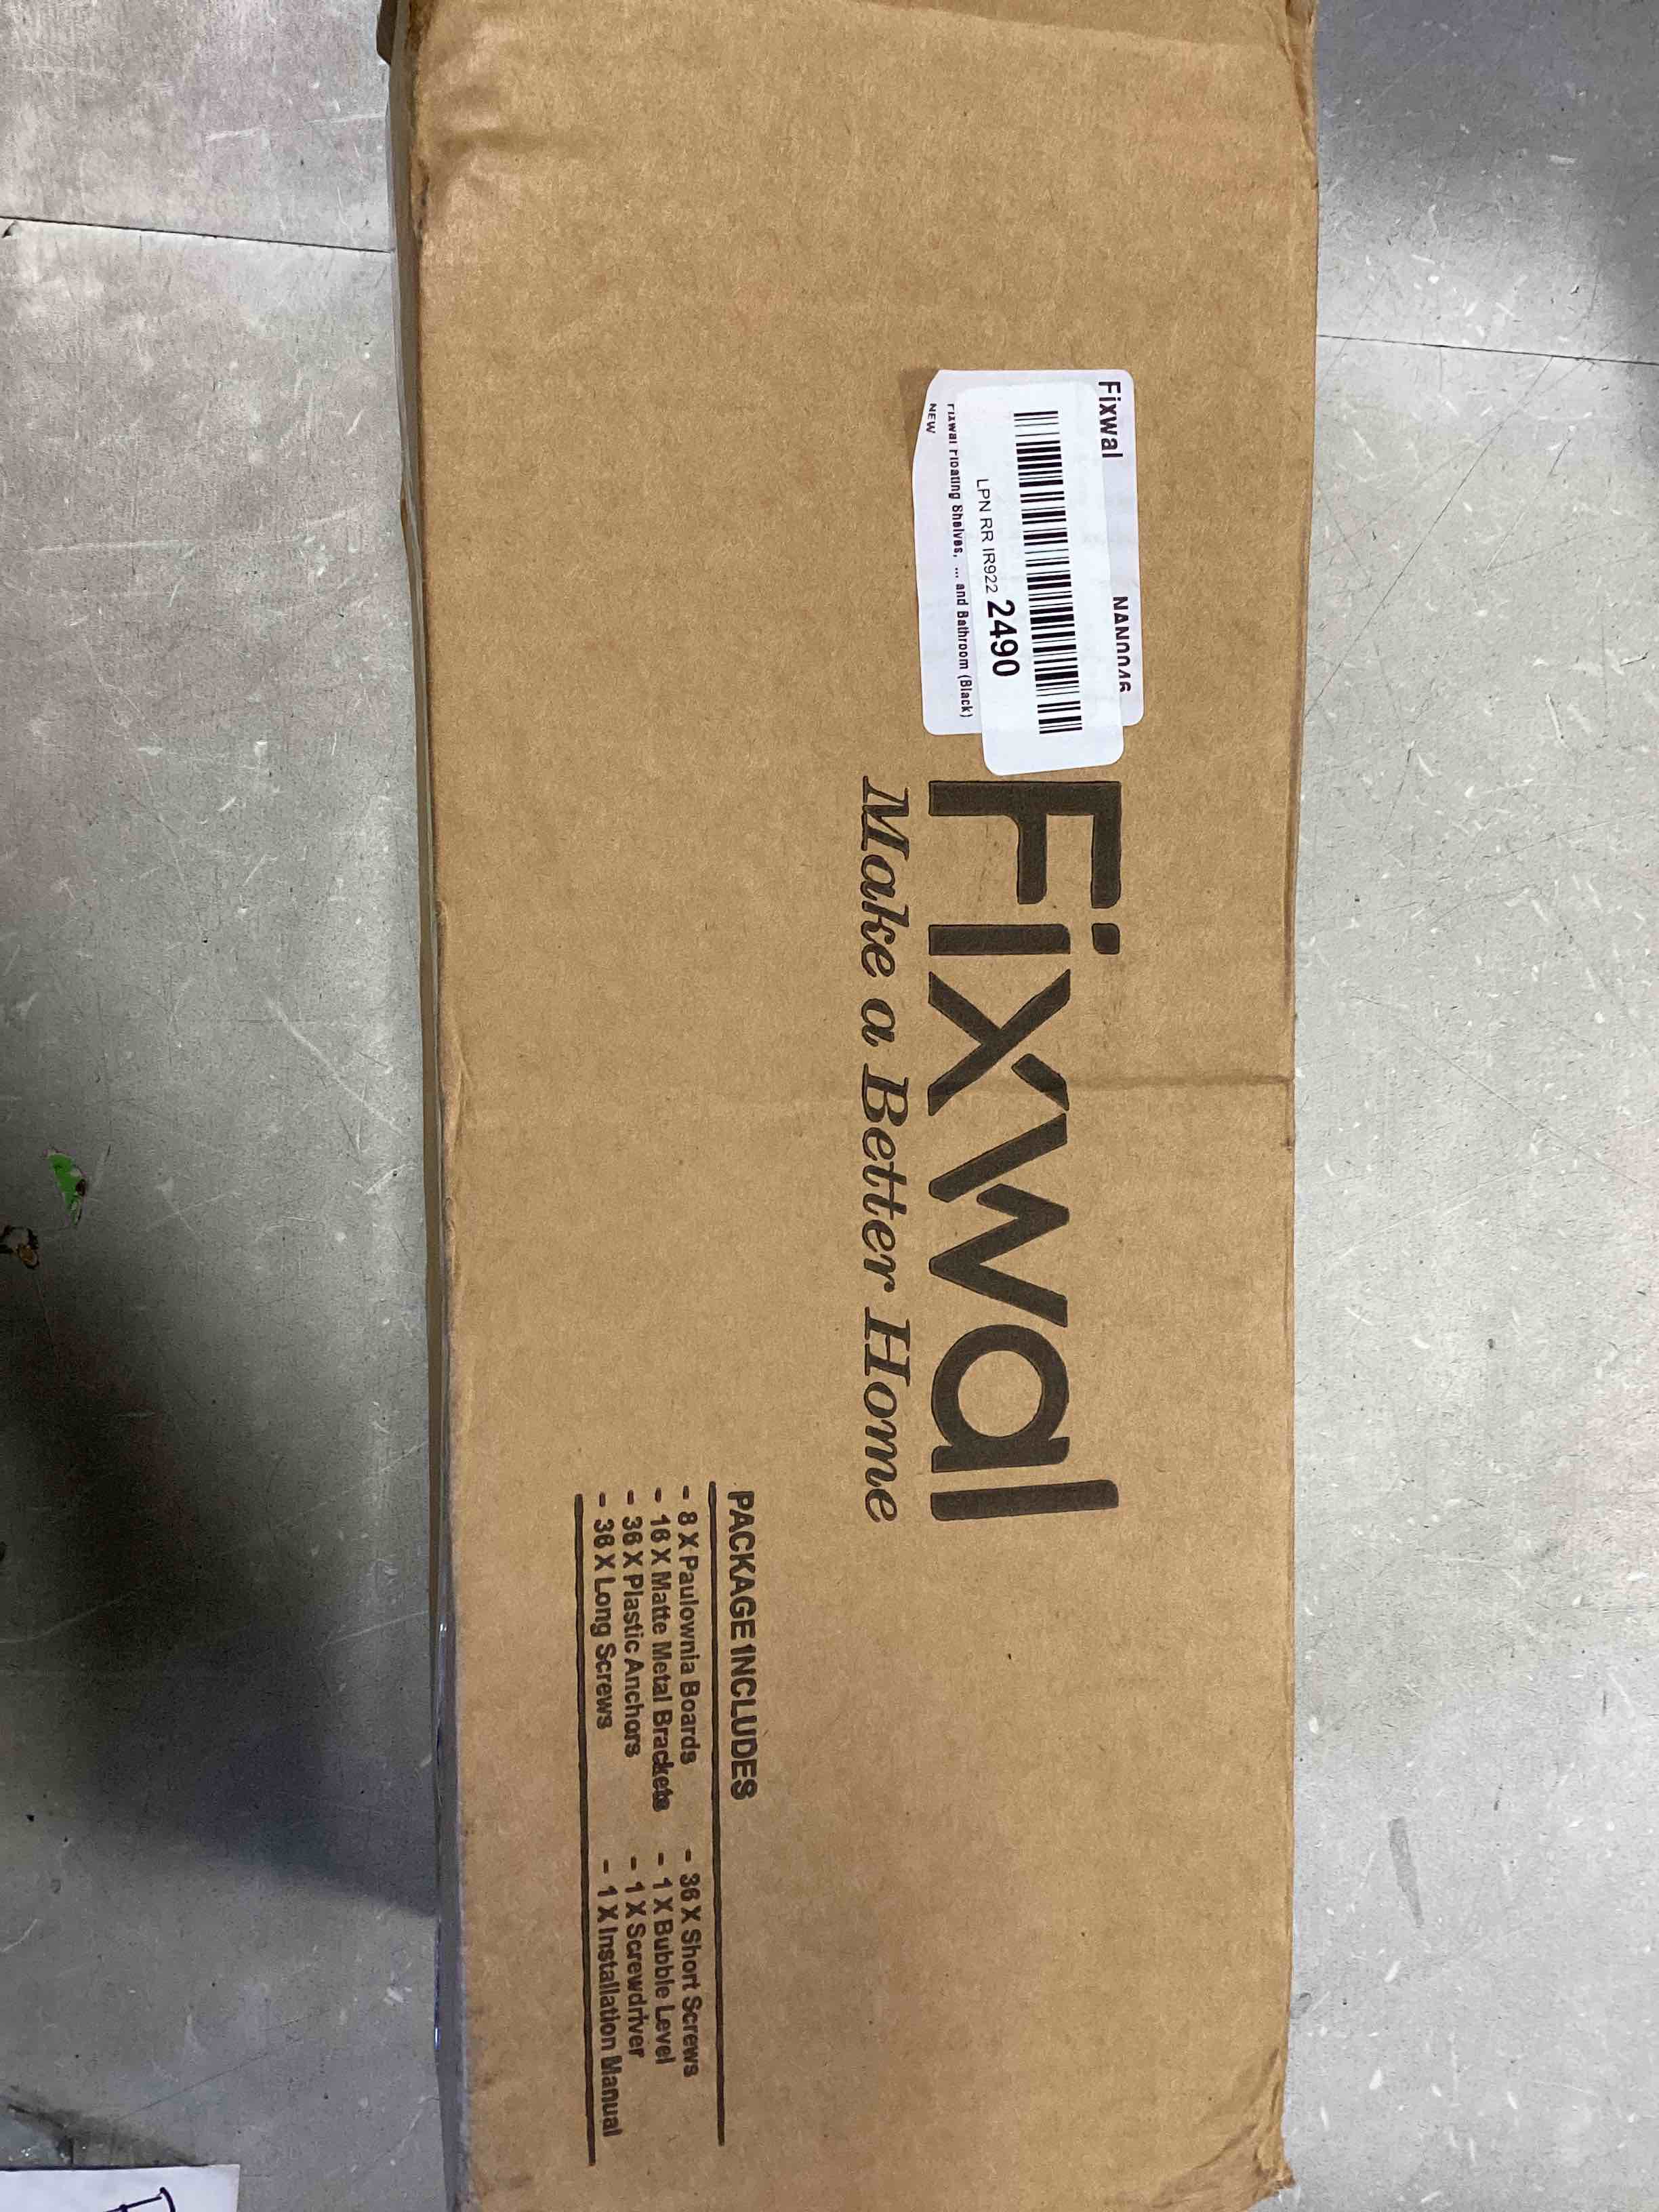 Fixwal
NAN0046
LPN RR IR922 2490
Fixwal Floating Shelves, ... and Bathroom (Black)
NEW
Fixwal
Make a Better Home
PACKAGE INCLUDES
- 8 X Paulownia Boards
- 16 X Matte Metal Brackets
- 36 X Plastic Anchors
- 36 X Long Screws
- 36 X Short Screws
- 1 X Bubble Level
- 1 X Screwdriver
- 1 X Installation Manual